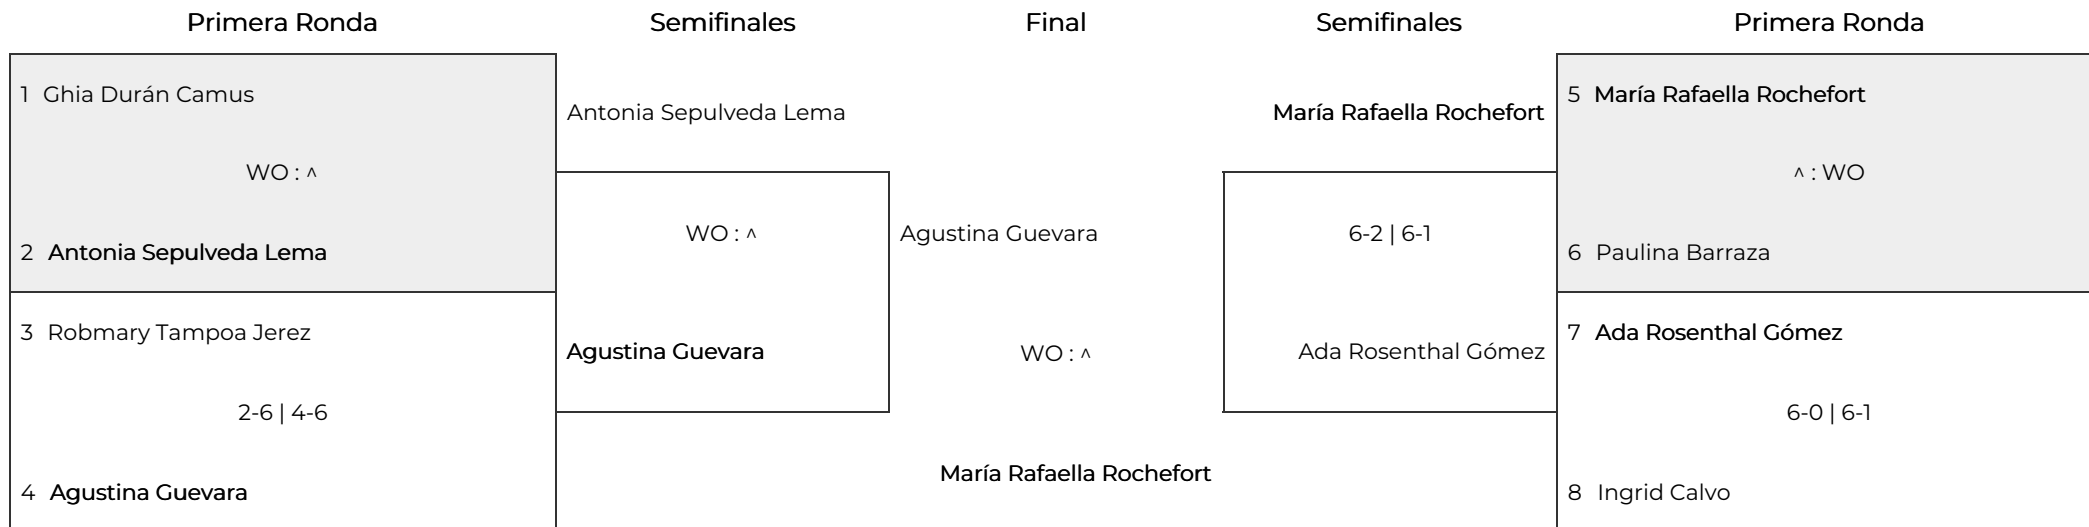 Primera Ronda
Semifinales
Final
Semifinales
Primera Ronda
1 Ghia Durán Camus
WO : ^
2 Antonia Sepulveda Lema
3 Robmary Tampoa Jerez
2-6 | 4-6
4 Agustina Guevara
Antonia Sepulveda Lema
WO : ^
Agustina Guevara
Agustina Guevara
WO : ^
María Rafaella Rochefort
María Rafaella Rochefort
6-2 | 6-1
Ada Rosenthal Gómez
5 María Rafaella Rochefort
^ : WO
6 Paulina Barraza
7 Ada Rosenthal Gómez
6-0 | 6-1
8 Ingrid Calvo